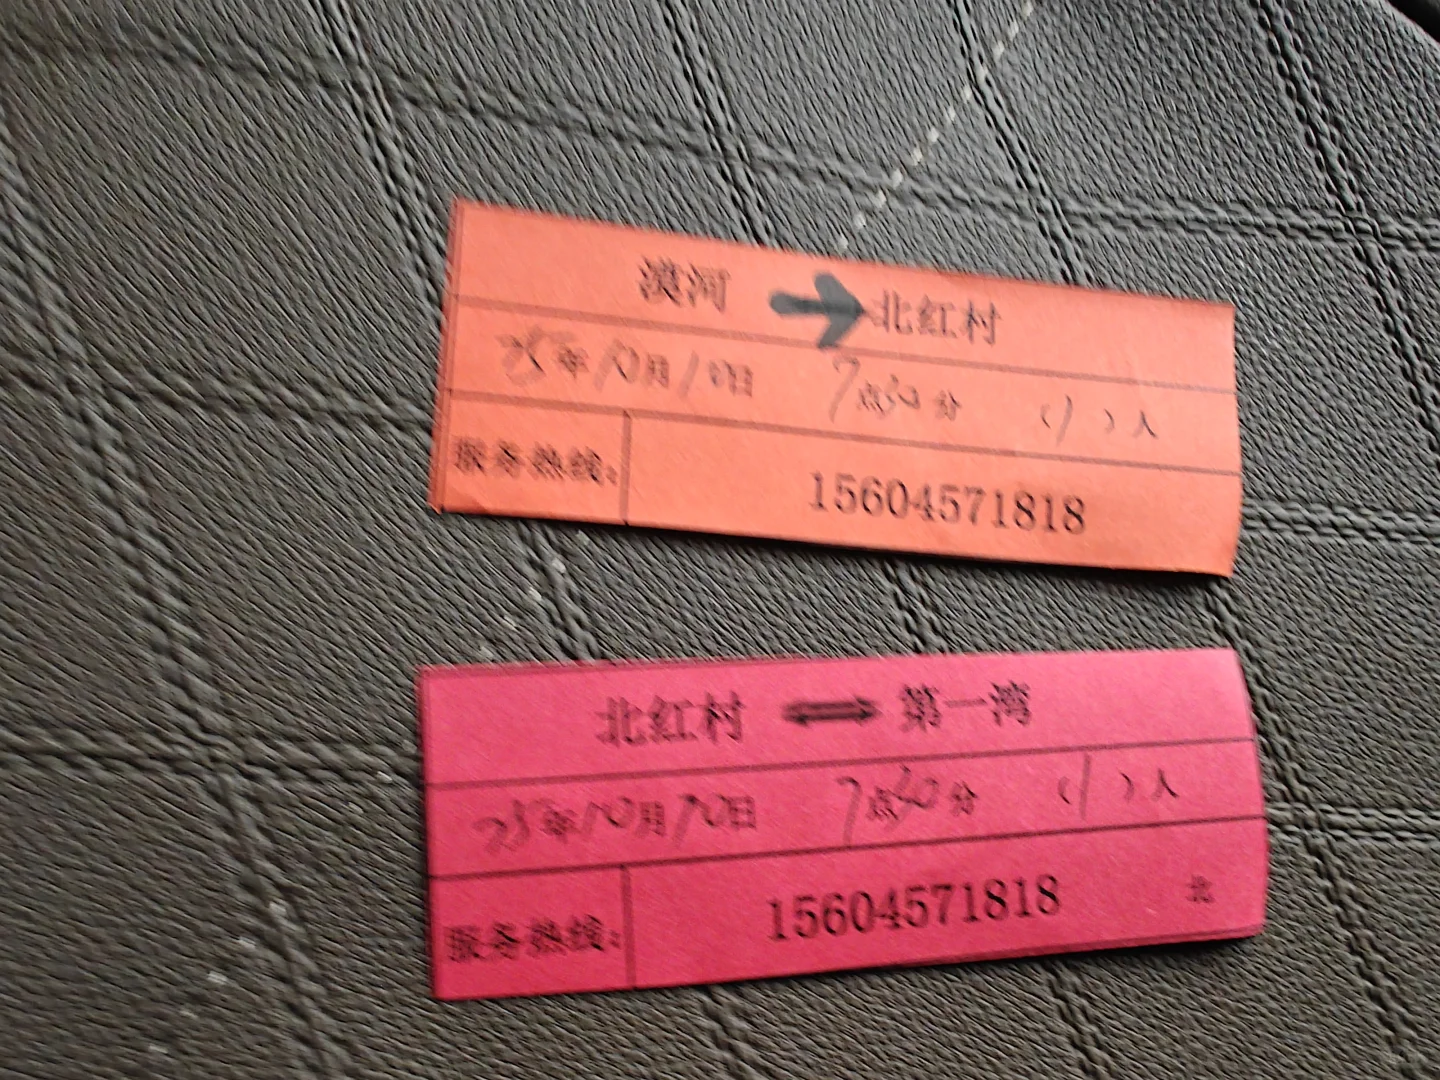 漠河 → 北红村
25年10月10日 7点30分 (1)人
服务热线: 15604571818
北红村 ⇔ 第一湾
25年10月10日 7点30分 (1)人
服务热线: 15604571818 北